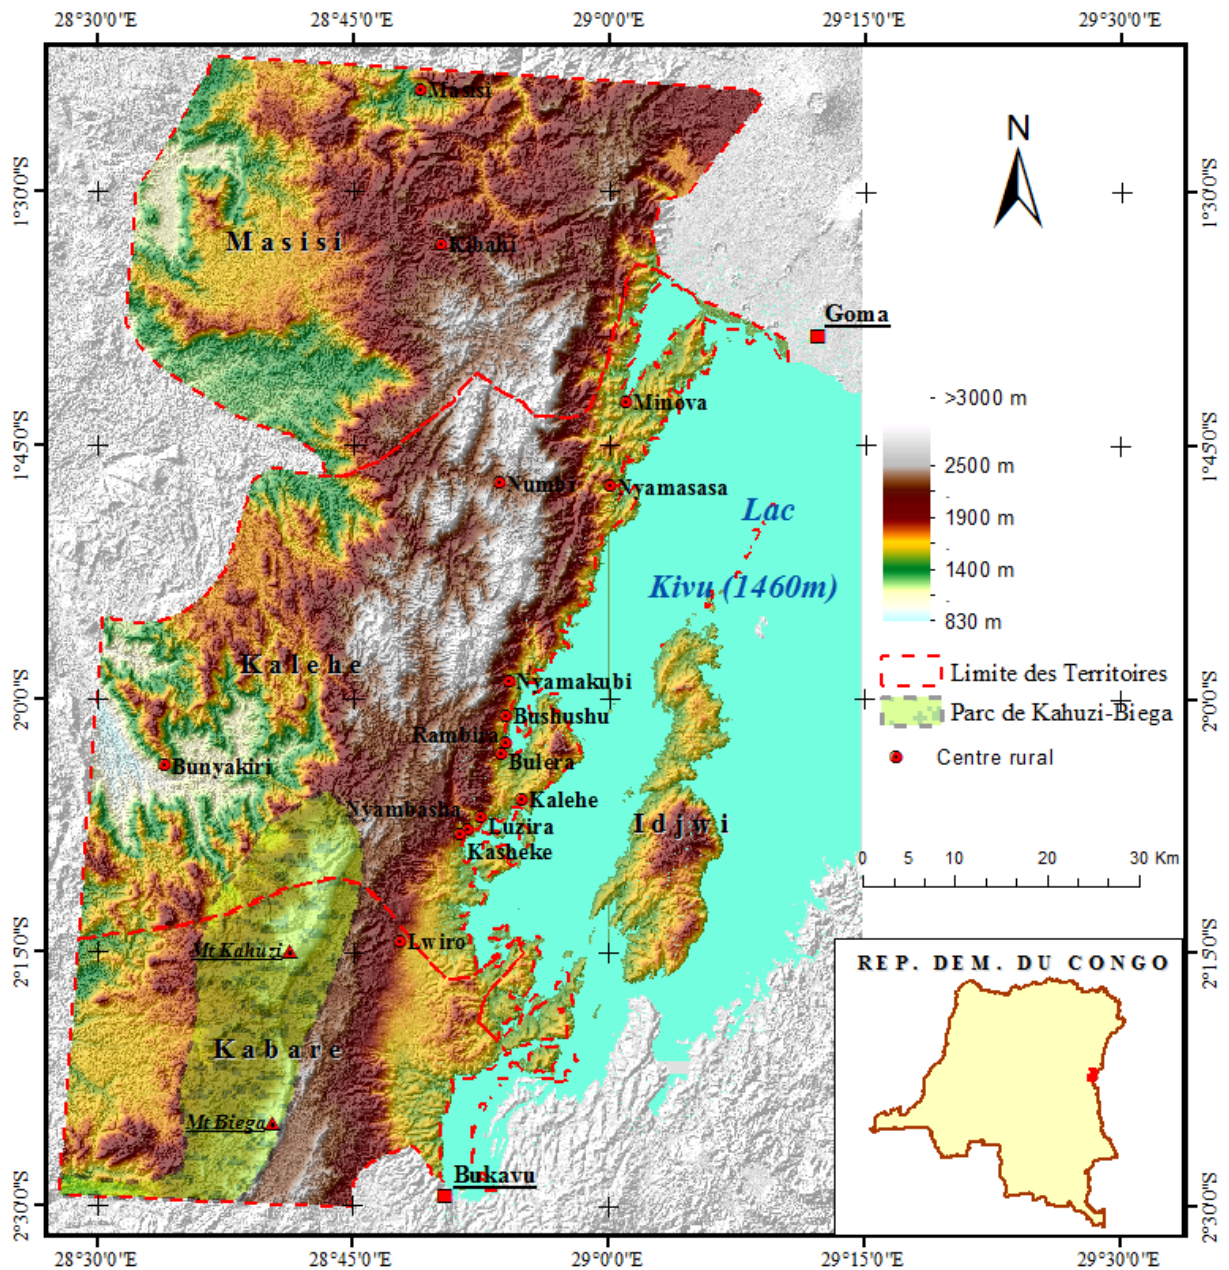 28°30'0"E 28°45'0"E 29°00'E 29°15'0"E 29°30'0"E
1°30'0"S
1°45'0"S
2°0'0"S
2°15'0"S
2°30'0"S
Masisi
N
Masisi
Kibabi
Goma
Minova
Numbi
Nyamasasa
Lac
Kivu (1460m)
>3000 m
2500 m
1900 m
1400 m
830 m
Limite des Territoires
Parc de Kahuzi-Biega
Centre rural
Kalehe
Nyamakubi
Bushushu
Rambira
Bulera
Bunyakiri
Kalehe
Nyambasha
Luzira
Kasheke
Idjwi
0 5 10 20 30 Km
Lwiro
Mt Kahuzi
Kabare
Mt Biega
Bukavu
REP. DEM. DU CONGO
1°30'0"S
1°45'0"S
2°0'0"S
2°15'0"S
2°30'0"S
28°30'0"E 28°45'0"E 29°00'E 29°15'0"E 29°30'0"E